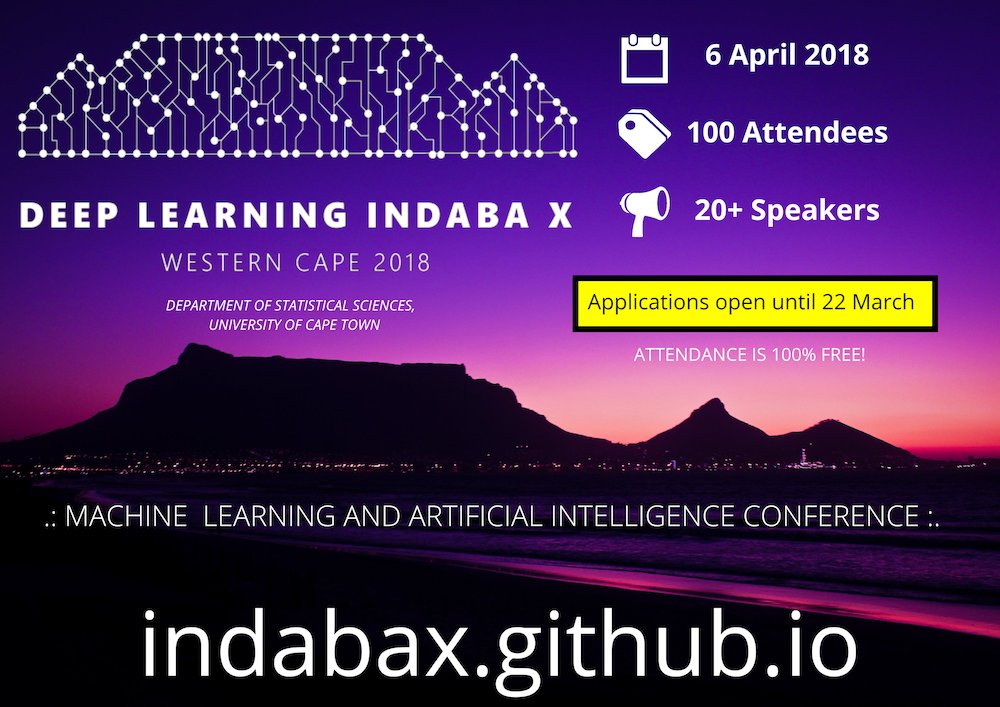 DEEP LEARNING INDABA X
WESTERN CAPE 2018
DEPARTMENT OF STATISTICAL SCIENCES,
UNIVERSITY OF CAPE TOWN
6 April 2018
100 Attendees
20+ Speakers
Applications open until 22 March
ATTENDANCE IS 100% FREE!
.: MACHINE LEARNING AND ARTIFICIAL INTELLIGENCE CONFERENCE :.
indabax.github.io